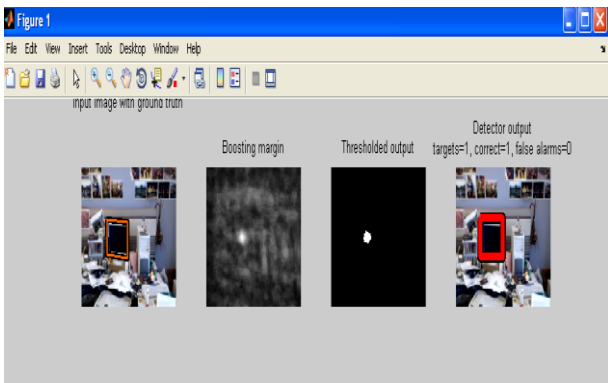 Figure 1
File Edit View Insert Tools Desktop Window Help
input image with ground truth
Boosting margin
Thresholded output
Detector output
targets=1, correct=1, false alarms=0